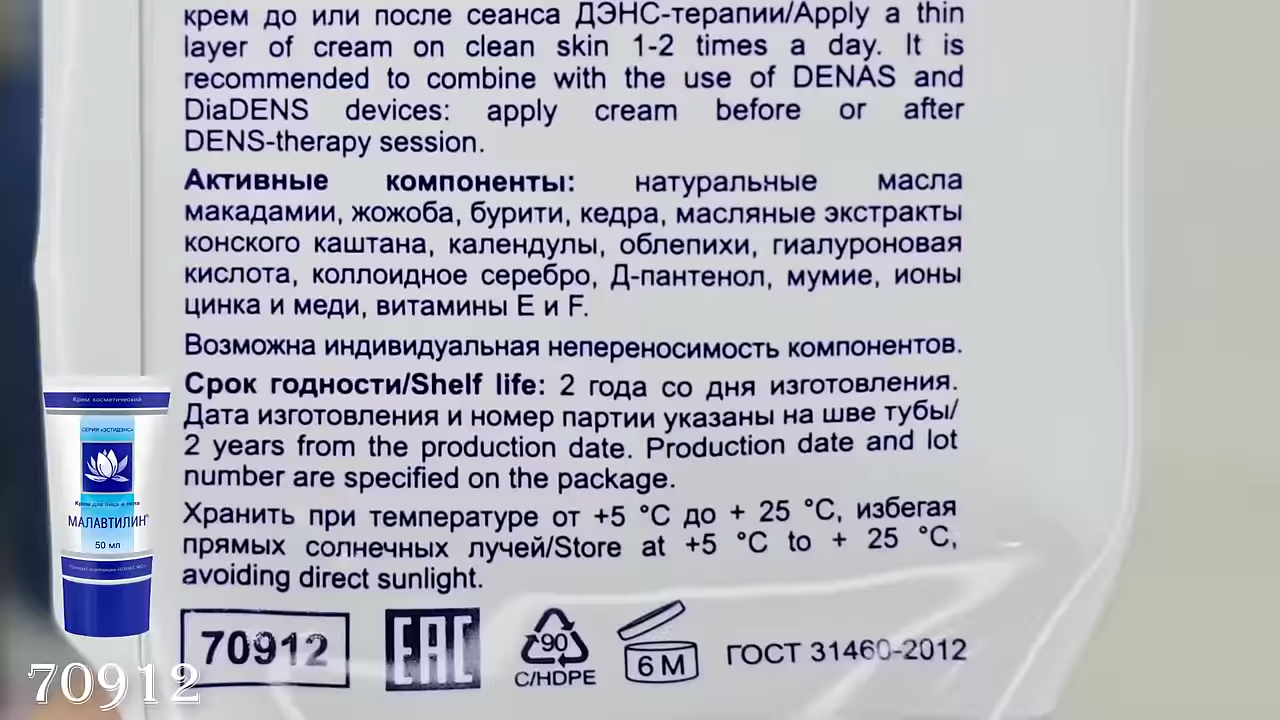 крем до или после сеанса ДЭНС-терапии/Apply a thin
layer of cream on clean skin 1-2 times a day. It is
recommended to combine with the use of DENAS and
DiaDENS devices: apply cream before or after
DENS-therapy session.
Активные компоненты: натуральные масла
макадамии, жожоба, бурити, кедра, масляные экстракты
конского каштана, календулы, облепихи, гиалуроновая
кислота, коллоидное серебро, Д-пантенол, мумие, ионы
цинка и меди, витамины E и F.
Возможна индивидуальная непереносимость компонентов.
Срок годности/Shelf life: 2 года со дня изготовления.
Дата изготовления и номер партии указаны на шве тубы/
2 years from the production date. Production date and lot
number are specified on the package.
Хранить при температуре от +5 °C до + 25 °C, избегая
прямых солнечных лучей/Store at +5 °C to + 25 °C,
avoiding direct sunlight.
70912 EAC 90 C/HDPE 6 M ГОСТ 31460-2012
Крем косметический
СЕРИЯ «ЭСТИДЭНС»
Крем для лица и тела
МАЛАВТИЛИН
50 мл
70912